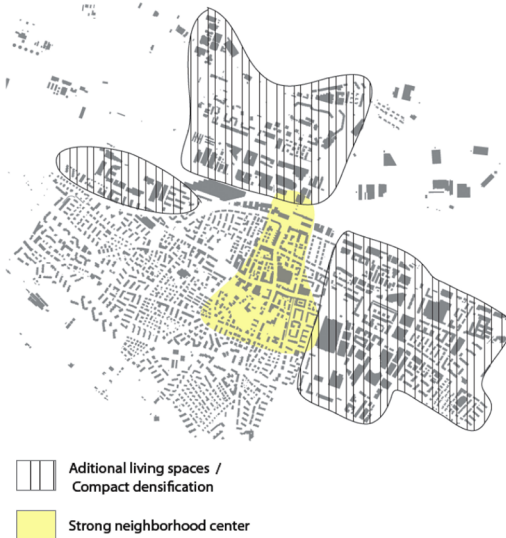 Aditional living spaces /
Compact densification
Strong neighborhood center